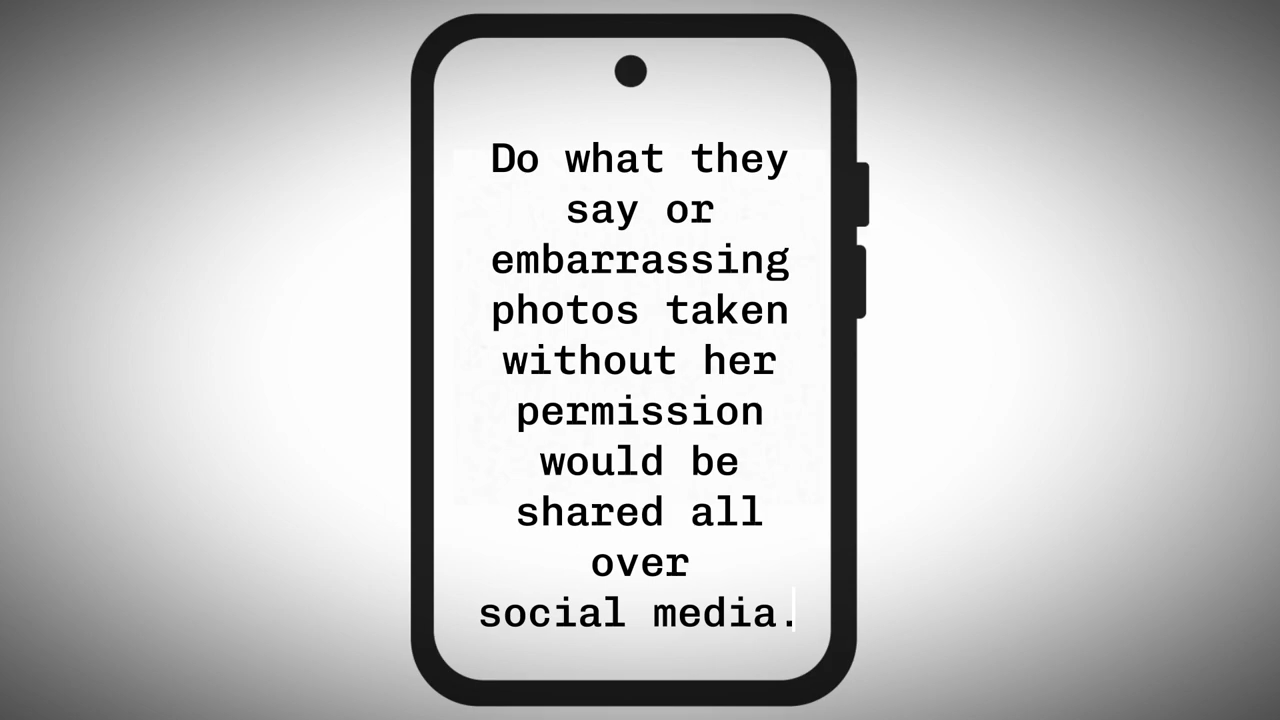 Do what they
say or
embarrassing
photos taken
without her
permission
would be
shared all
over
social media.